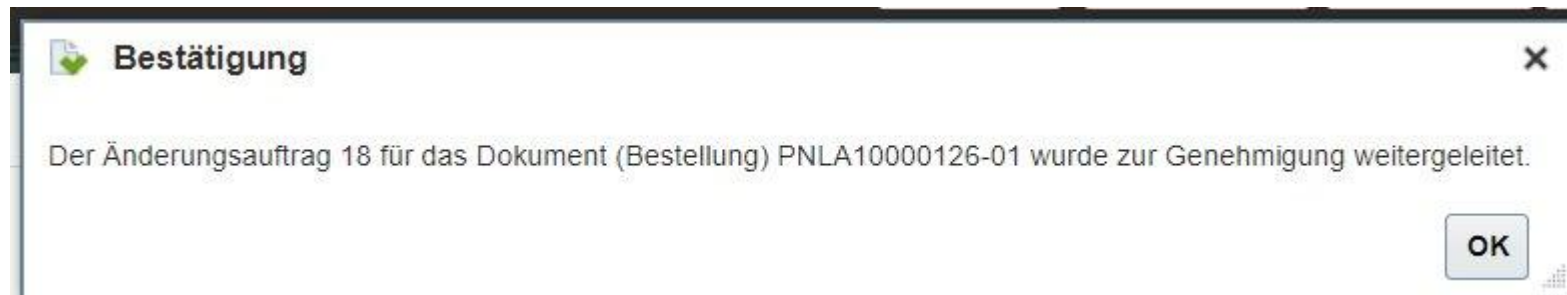 Bestätigung
Der Änderungsauftrag 18 für das Dokument (Bestellung) PNLA10000126-01 wurde zur Genehmigung weitergeleitet.
OK